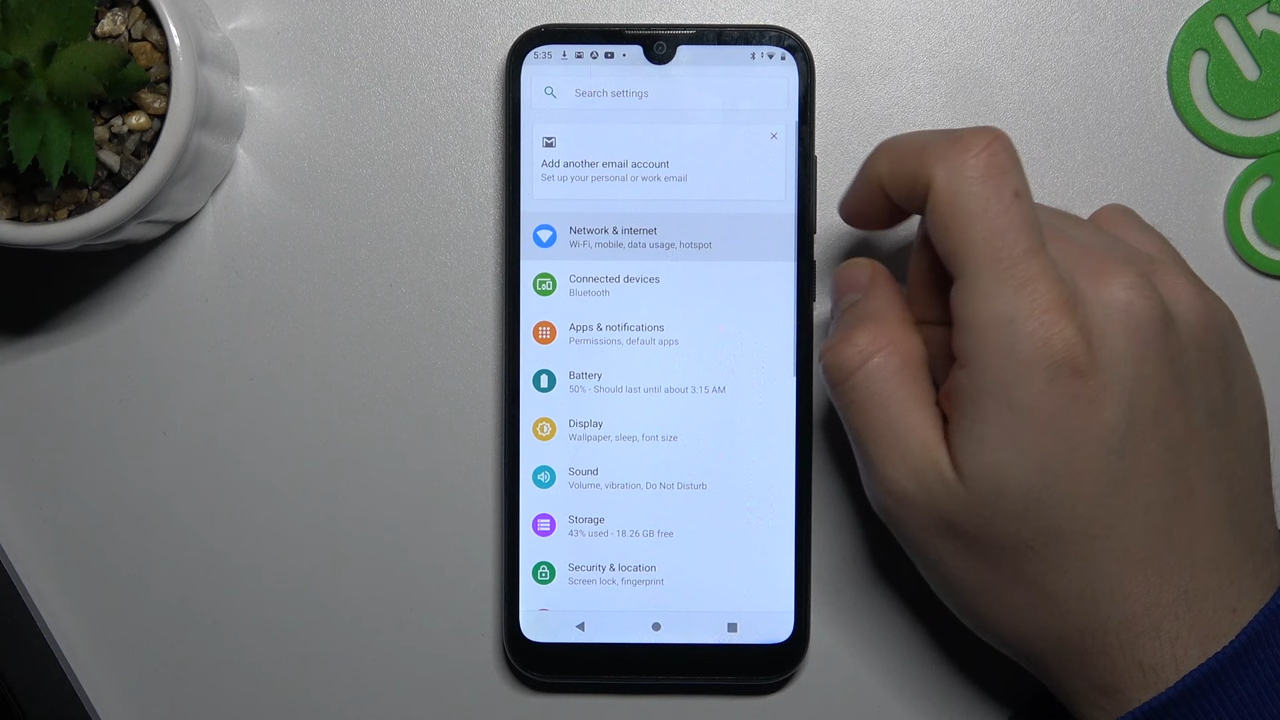 5:35
Search settings
Add another email account
Set up your personal or work email
Network & internet
Wi-Fi, mobile, data usage, hotspot
Connected devices
Bluetooth
Apps & notifications
Permissions, default apps
Battery
50% - Should last until about 3:15 AM
Display
Wallpaper, sleep, font size
Sound
Volume, vibration, Do Not Disturb
Storage
43% used - 18.26 GB free
Security & location
Screen lock, fingerprint